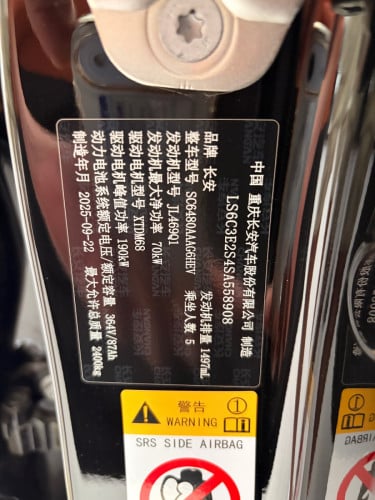 中国 重庆长安汽车股份有限公司 制造
LS6C3E2S4SA558908
品牌 长安
整车型号 SC6480AAG6HEV 乘坐人数 5
发动机型号 JL469Q1 发动机排量 1497mL
发动机最大净功率 70kW
驱动电机型号 XTDM68
驱动电机峰值功率 190kW
动力电池系统额定电压/额定容量 364V/87Ah
制造年月 2025-09-22 最大允许总质量 2400kg
警告
WARNING
SRS SIDE AIRBAG